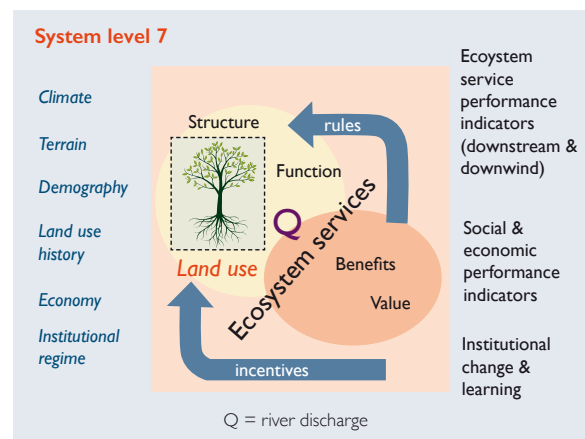 System level 7
Climate
Terrain
Demography
Land use
history
Economy
Institutional
regime
Structure
Function
rules
Q
Land use
Ecosystem services
Benefits
Value
incentives
Ecoystem
service
performance
indicators
(downstream &
downwind)
Social &
economic
performance
indicators
Institutional
change &
learning
Q = river discharge